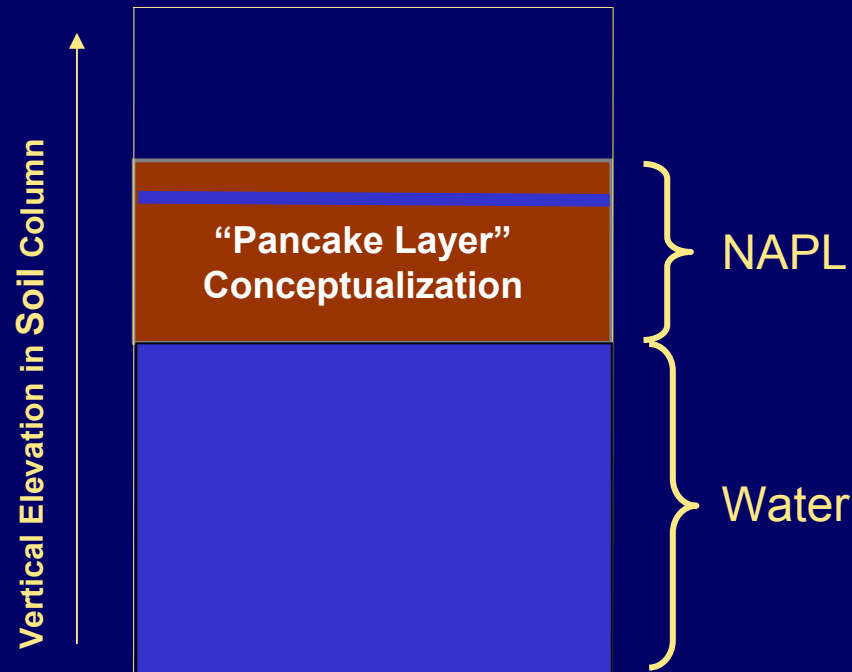 Vertical Elevation in Soil Column
“Pancake Layer”
Conceptualization
NAPL
Water